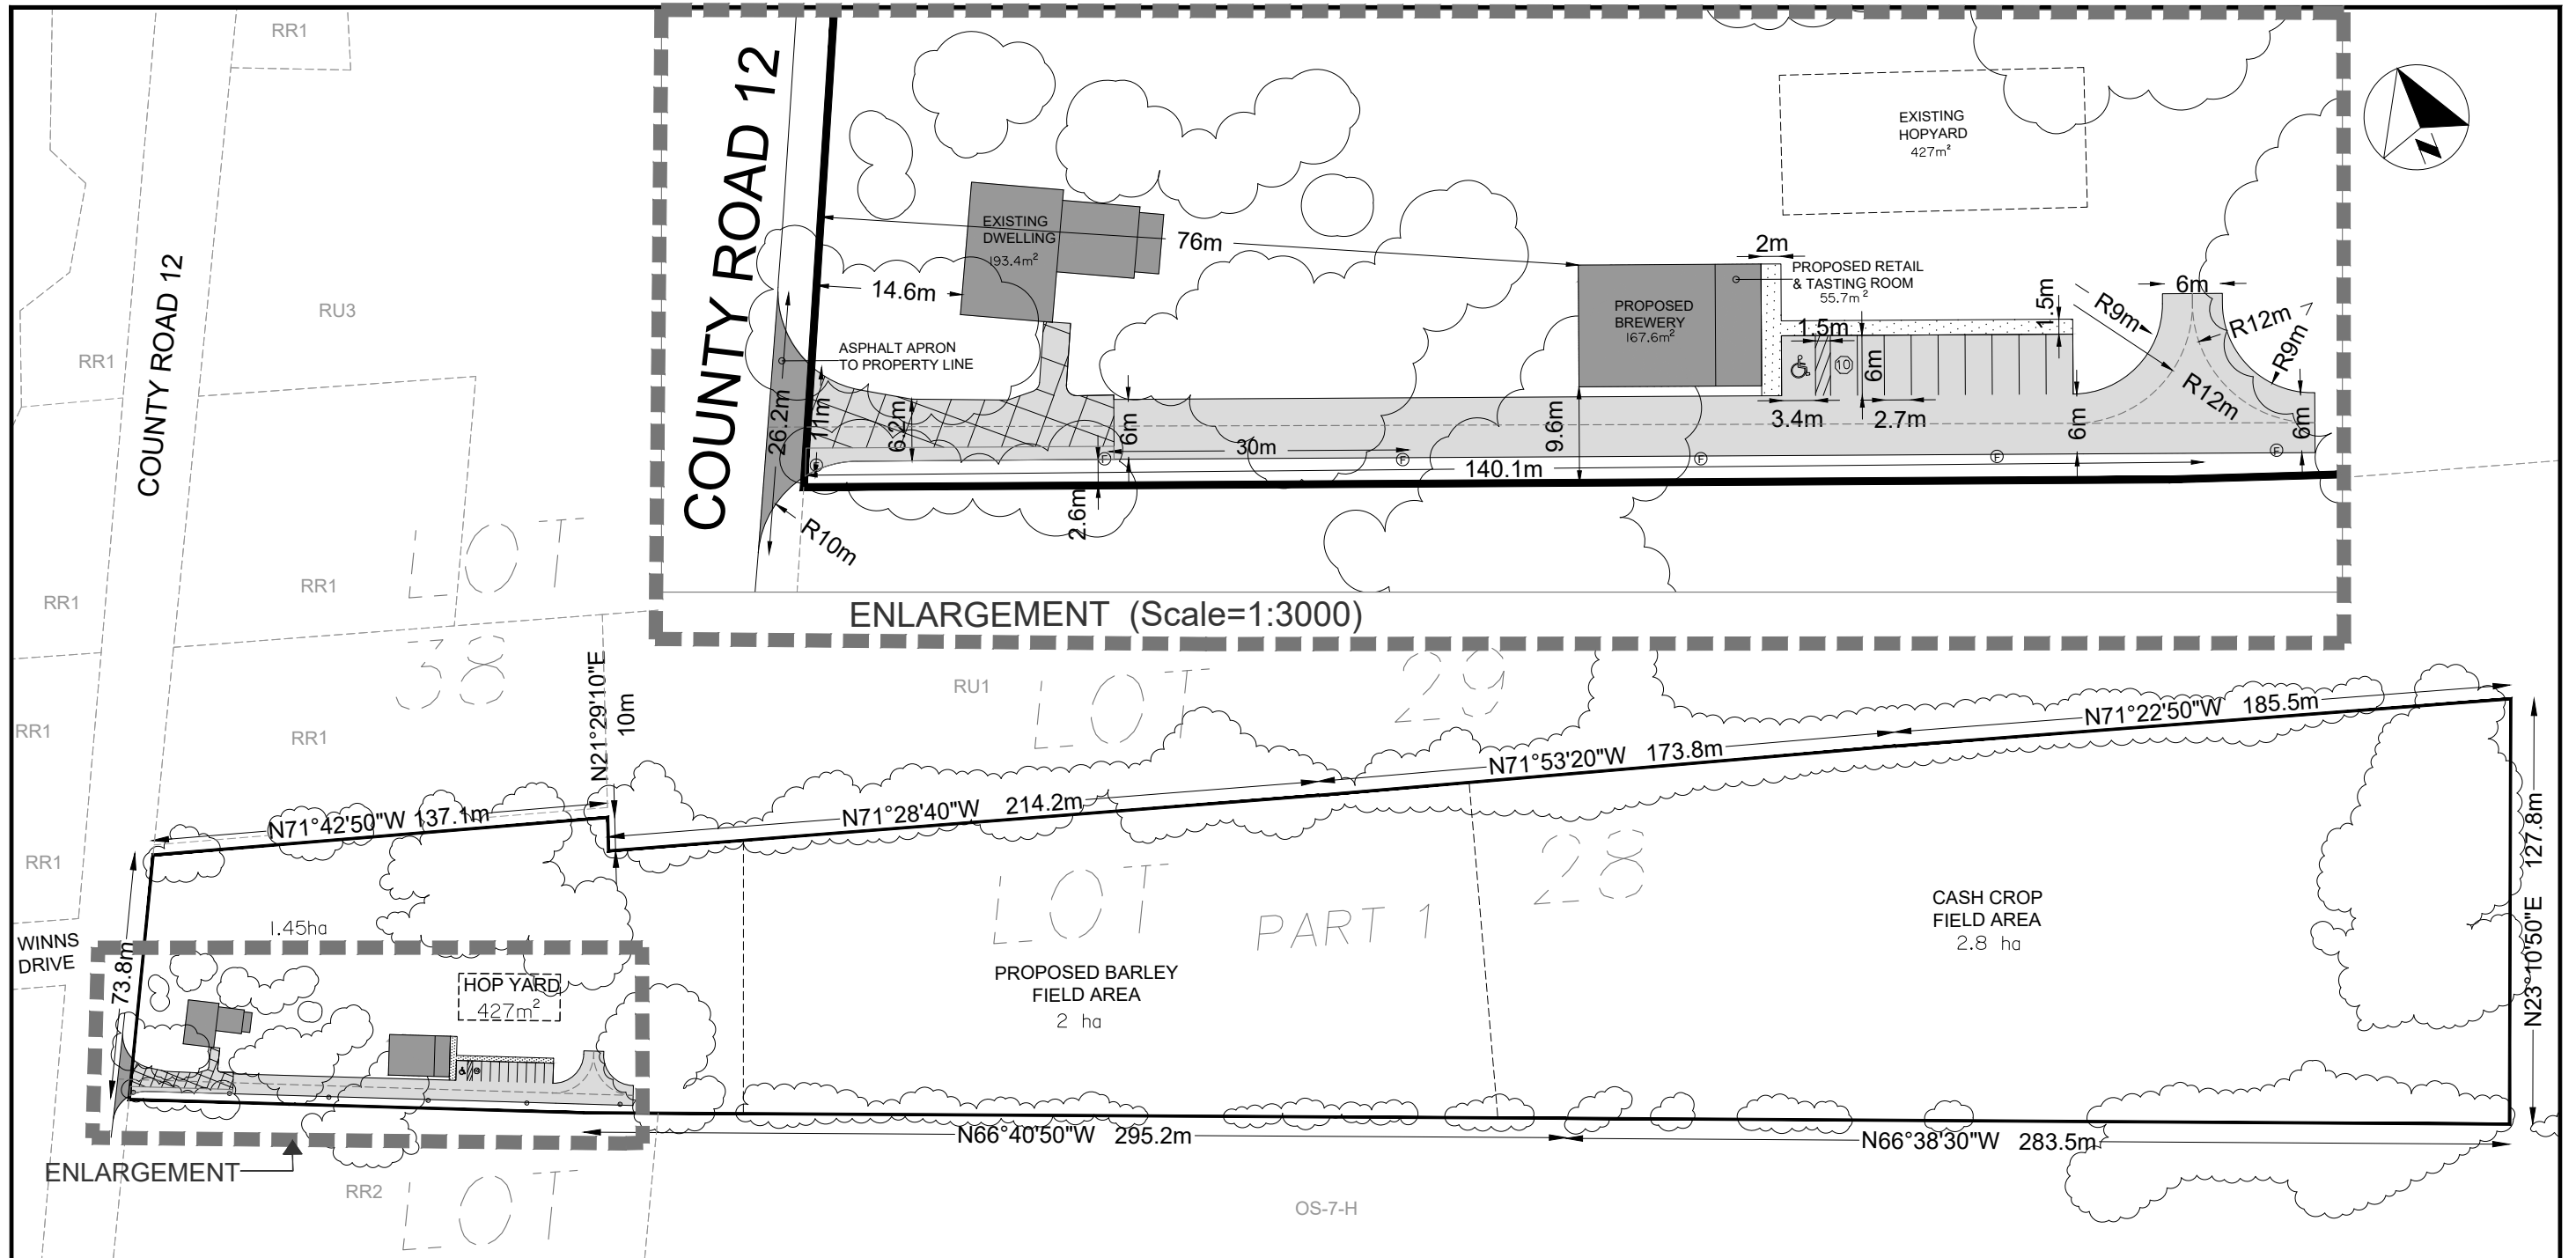 RR1
COUNTY ROAD 12
RU3
RR1
RR1
RR1
COUNTY ROAD 12
EXISTING
DWELLING
193.4m²
76m
14.6m
ASPHALT APRON
TO PROPERTY LINE
26.2m
11m
6.2m
R10m
2.6m
6m
30m
140.1m
9.6m
PROPOSED
BREWERY
167.6m²
2m
PROPOSED RETAIL
& TASTING ROOM
55.7m²
1.5m
10
6m
3.4m
2.7m
1.5m
EXISTING
HOPYARD
427m²
6m
R9m
R12m
R9m
R12m
6m
6m
F
F
F
F
F
F
N
ENLARGEMENT (Scale=1:3000)
LOT
38
RR1
RR1
RR1
N21°29'10"E
10m
RU1
LOT
29
N71°42'50"W 137.1m
N71°28'40"W 214.2m
N71°53'20"W 173.8m
N71°22'50"W 185.5m
N23°10'50"E 127.8m
WINNS
DRIVE
73.8m
1.45ha
HOP YARD
427m²
LOT
28
PART 1
PROPOSED BARLEY
FIELD AREA
2 ha
CASH CROP
FIELD AREA
2.8 ha
N66°40'50"W 295.2m
N66°38'30"W 283.5m
ENLARGEMENT
RR2
LOT
OS-7-H